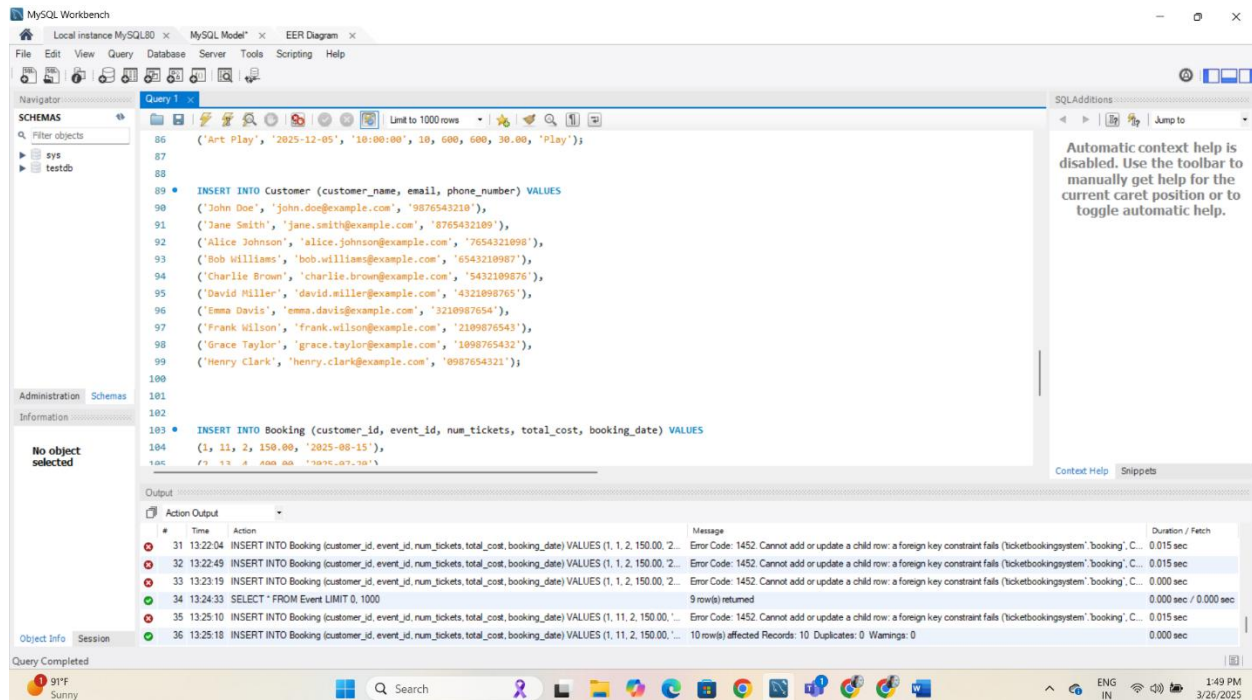 MySQL Workbench
Local instance MySQL80 × MySQL Model* × EER Diagram ×
File Edit View Query Database Server Tools Scripting Help
Navigator
SCHEMAS
Filter objects
sys
testdb
Administration Schemas
Information
No object
selected
Object Info Session
Query 1 ×
Limit to 1000 rows
86 ('Art Play', '2025-12-05', '10:00:00', 10, 600, 600, 30.00, 'Play');
87
88
89 INSERT INTO Customer (customer_name, email, phone_number) VALUES
90 ('John Doe', 'john.doe@example.com', '9876543210'),
91 ('Jane Smith', 'jane.smith@example.com', '8765432109'),
92 ('Alice Johnson', 'alice.johnson@example.com', '7654321098'),
93 ('Bob Williams', 'bob.williams@example.com', '6543210987'),
94 ('Charlie Brown', 'charlie.brown@example.com', '5432109876'),
95 ('David Miller', 'david.miller@example.com', '4321098765'),
96 ('Emma Davis', 'emma.davis@example.com', '3210987654'),
97 ('Frank Wilson', 'frank.wilson@example.com', '2109876543'),
98 ('Grace Taylor', 'grace.taylor@example.com', '1098765432'),
99 ('Henry Clark', 'henry.clark@example.com', '0987654321');
100
101
102
103 INSERT INTO Booking (customer_id, event_id, num_tickets, total_cost, booking_date) VALUES
104 (1, 11, 2, 150.00, '2025-08-15'),
105 (2, 13, 4, 400.00, '2025-07-20')
SQLAdditions
Jump to
Automatic context help is
disabled. Use the toolbar to
manually get help for the
current caret position or to
toggle automatic help.
Context Help Snippets
Output
Action Output
# Time Action Message Duration / Fetch
31 13:22:04 INSERT INTO Booking (customer_id, event_id, num_tickets, total_cost, booking_date) VALUES (1, 1, 2, 150.00, '2... Error Code: 1452. Cannot add or update a child row: a foreign key constraint fails (`ticketbookingsystem`.`booking`, C... 0.015 sec
32 13:22:49 INSERT INTO Booking (customer_id, event_id, num_tickets, total_cost, booking_date) VALUES (1, 1, 2, 150.00, '2... Error Code: 1452. Cannot add or update a child row: a foreign key constraint fails (`ticketbookingsystem`.`booking`, C... 0.015 sec
33 13:23:19 INSERT INTO Booking (customer_id, event_id, num_tickets, total_cost, booking_date) VALUES (1, 1, 2, 150.00, '2... Error Code: 1452. Cannot add or update a child row: a foreign key constraint fails (`ticketbookingsystem`.`booking`, C... 0.000 sec
34 13:24:33 SELECT * FROM Event LIMIT 0, 1000 9 row(s) returned 0.000 sec / 0.000 sec
35 13:25:10 INSERT INTO Booking (customer_id, event_id, num_tickets, total_cost, booking_date) VALUES (1, 11, 2, 150.00, '... Error Code: 1452. Cannot add or update a child row: a foreign key constraint fails (`ticketbookingsystem`.`booking`, C... 0.015 sec
36 13:25:18 INSERT INTO Booking (customer_id, event_id, num_tickets, total_cost, booking_date) VALUES (1, 11, 2, 150.00, '... 10 row(s) affected Records: 10 Duplicates: 0 Warnings: 0 0.000 sec
Query Completed
1
91°F
Sunny
Search
ENG
IN
1:49 PM
3/26/2025